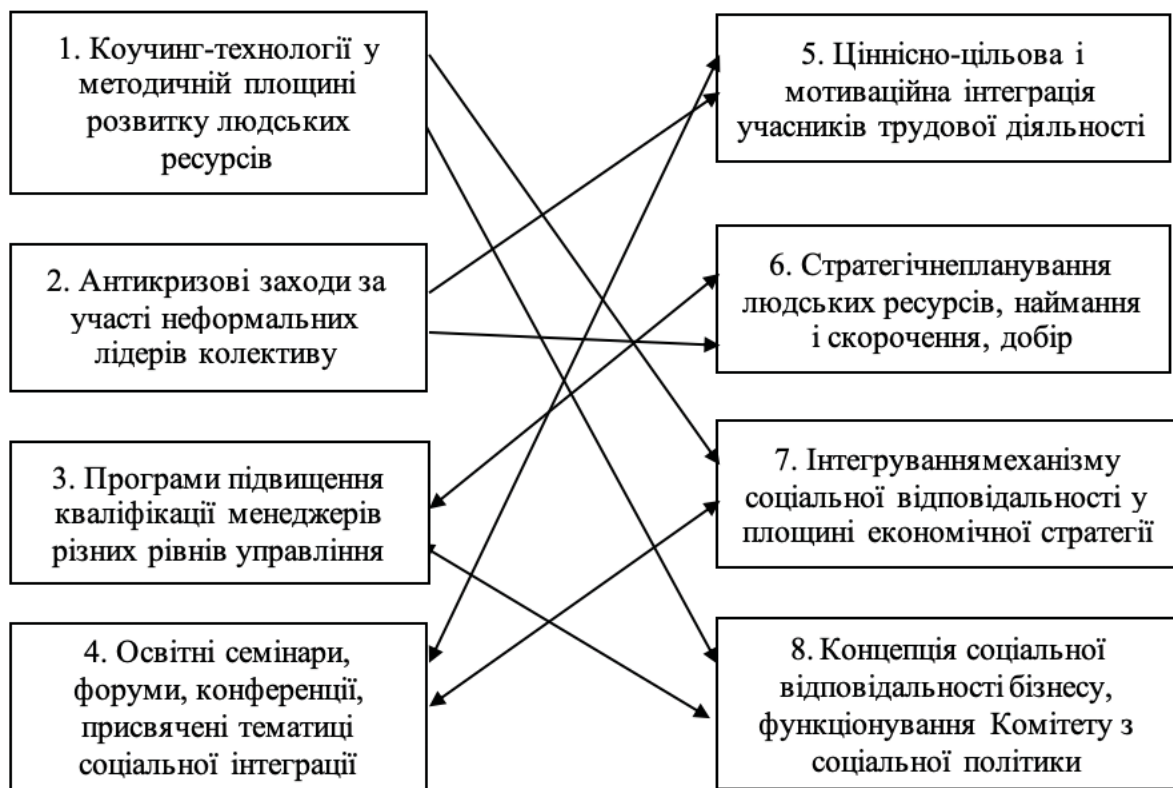 1. Коучинг-технології у
методичній площині
розвитку людських
ресурсів
2. Антикризові заходи за
участі неформальних
лідерів колективу
3. Програми підвищення
кваліфікації менеджерів
різних рівнів управління
4. Освітні семінари,
форуми, конференції,
присвячені тематиці
соціальної інтеграції
5. Ціннісно-цільова і
мотиваційна інтеграція
учасників трудової діяльності
6. Стратегічнепланування
людських ресурсів, наймання
і скорочення, добір
7. Інтегруваннямеханізму
соціальної відповідальності у
площині економічної стратегії
8. Концепція соціальної
відповідальності бізнесу,
функціонування Комітету з
соціальної політики